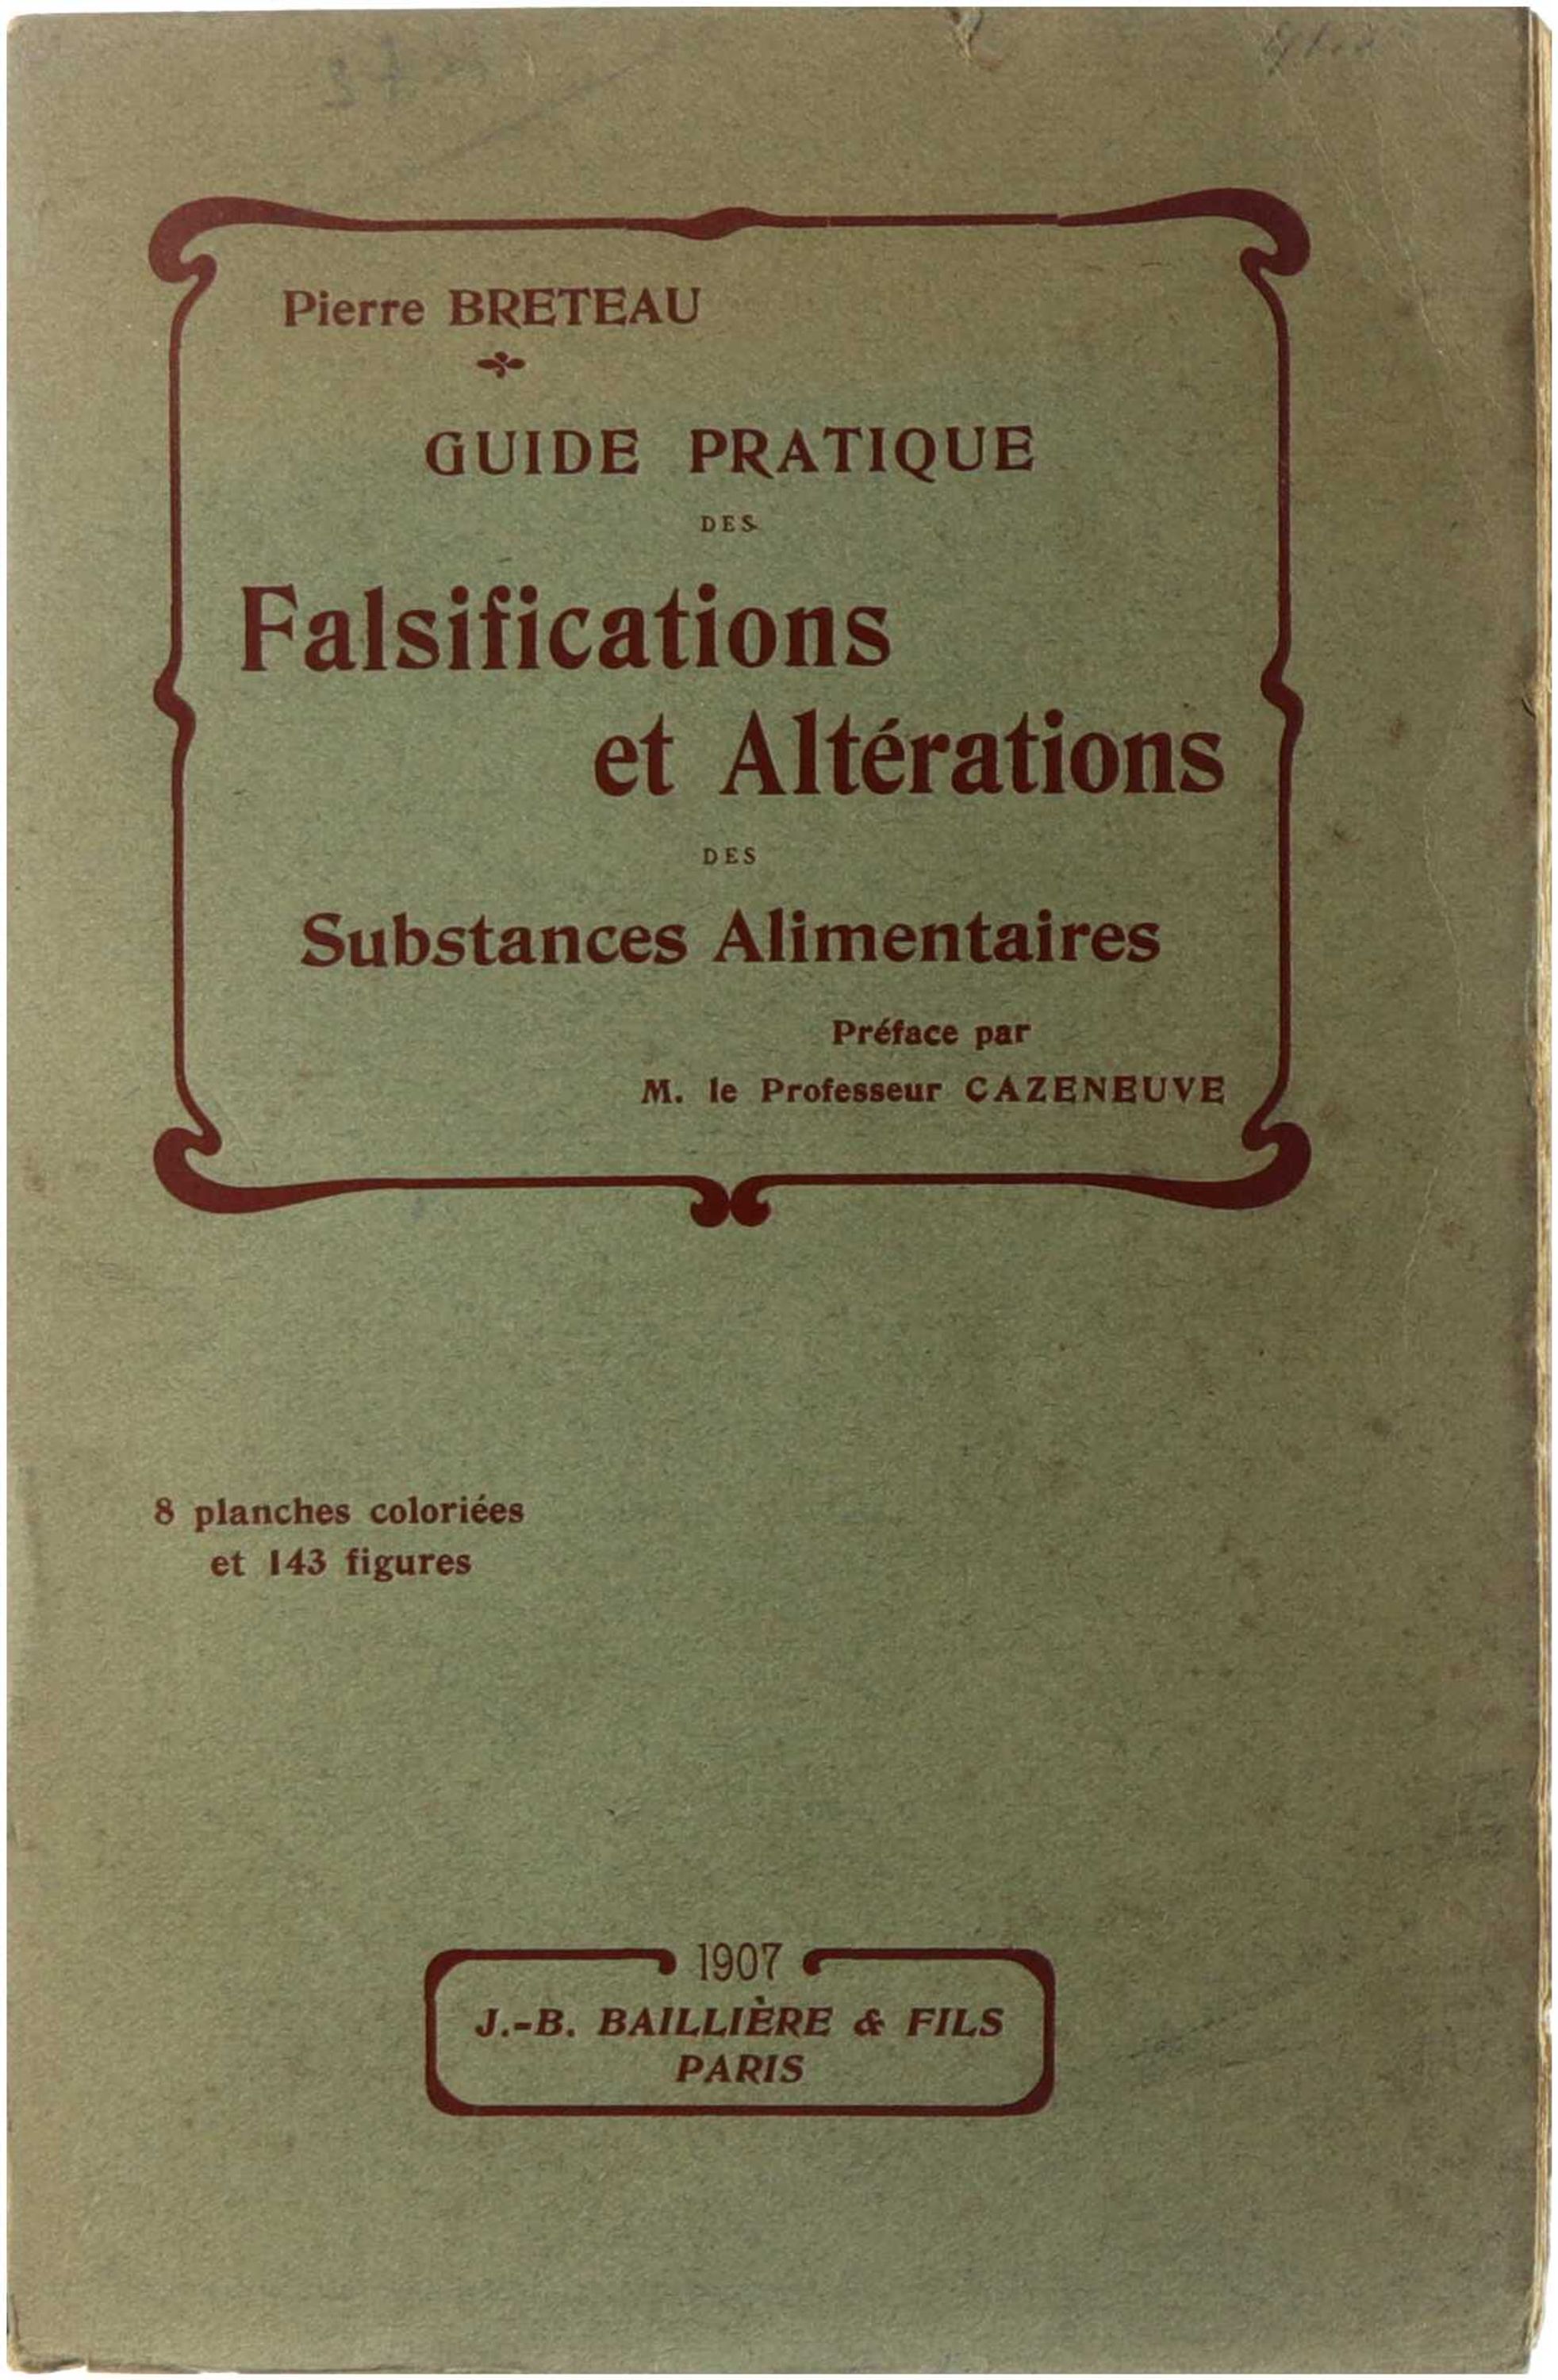 Pierre BRETEAU
GUIDE PRATIQUE
DES
Falsifications
et Altérations
DES
Substances Alimentaires
Préface par
M. le Professeur CAZENEUVE
8 planches coloriées
et 143 figures
1907
J.-B. BAILLIÈRE & FILS
PARIS